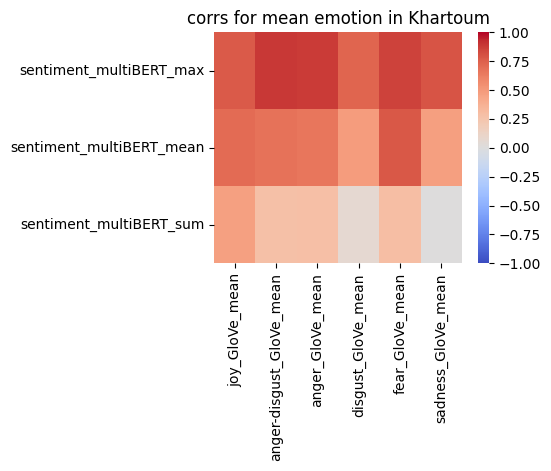 corrs for mean emotion in Khartoum
sentiment_multiBERT_max
sentiment_multiBERT_mean
sentiment_multiBERT_sum
joy_GloVe_mean
anger-disgust_GloVe_mean
anger_GloVe_mean
disgust_GloVe_mean
fear_GloVe_mean
sadness_GloVe_mean
1.00
0.75
0.50
0.25
0.00
−0.25
−0.50
−0.75
−1.00